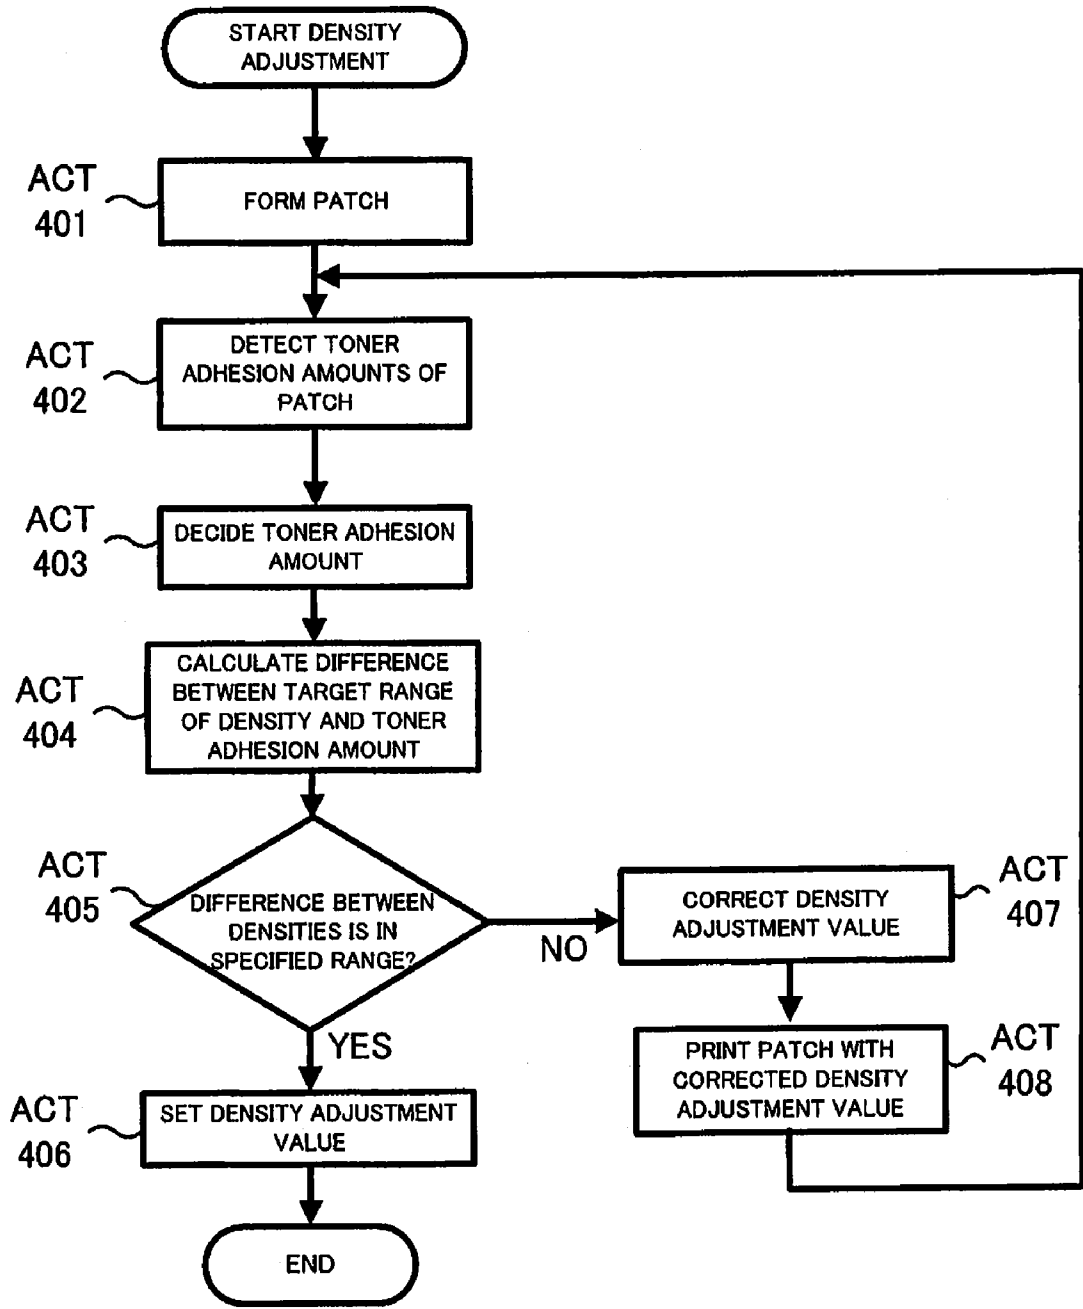 START DENSITY
ADJUSTMENT
ACT
401
FORM PATCH
ACT
402
DETECT TONER
ADHESION AMOUNTS OF
PATCH
ACT
403
DECIDE TONER ADHESION
AMOUNT
ACT
404
CALCULATE DIFFERENCE
BETWEEN TARGET RANGE
OF DENSITY AND TONER
ADHESION AMOUNT
ACT
405
DIFFERENCE BETWEEN
DENSITIES IS IN
SPECIFIED RANGE?
NO
YES
CORRECT DENSITY
ADJUSTMENT VALUE
ACT
407
PRINT PATCH WITH
CORRECTED DENSITY
ADJUSTMENT VALUE
ACT
408
ACT
406
SET DENSITY ADJUSTMENT
VALUE
END